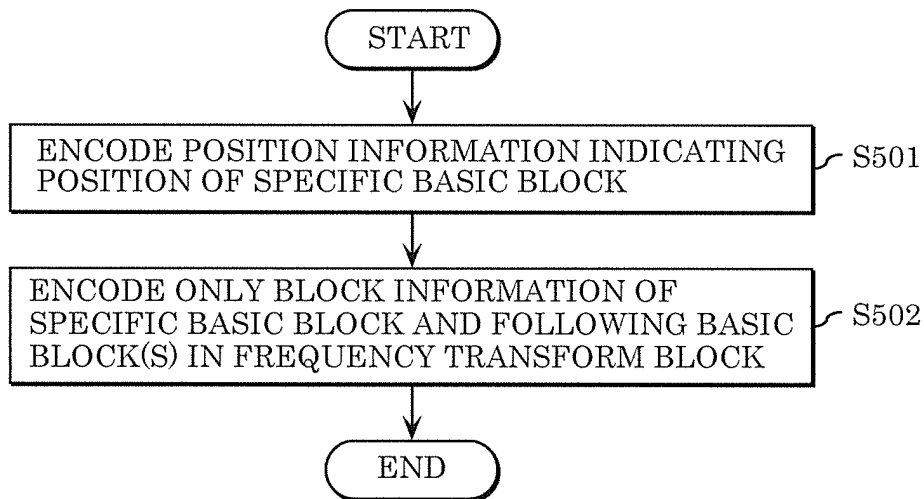 START
ENCODE POSITION INFORMATION INDICATING
POSITION OF SPECIFIC BASIC BLOCK
S501
ENCODE ONLY BLOCK INFORMATION OF
SPECIFIC BASIC BLOCK AND FOLLOWING BASIC
BLOCK(S) IN FREQUENCY TRANSFORM BLOCK
S502
END